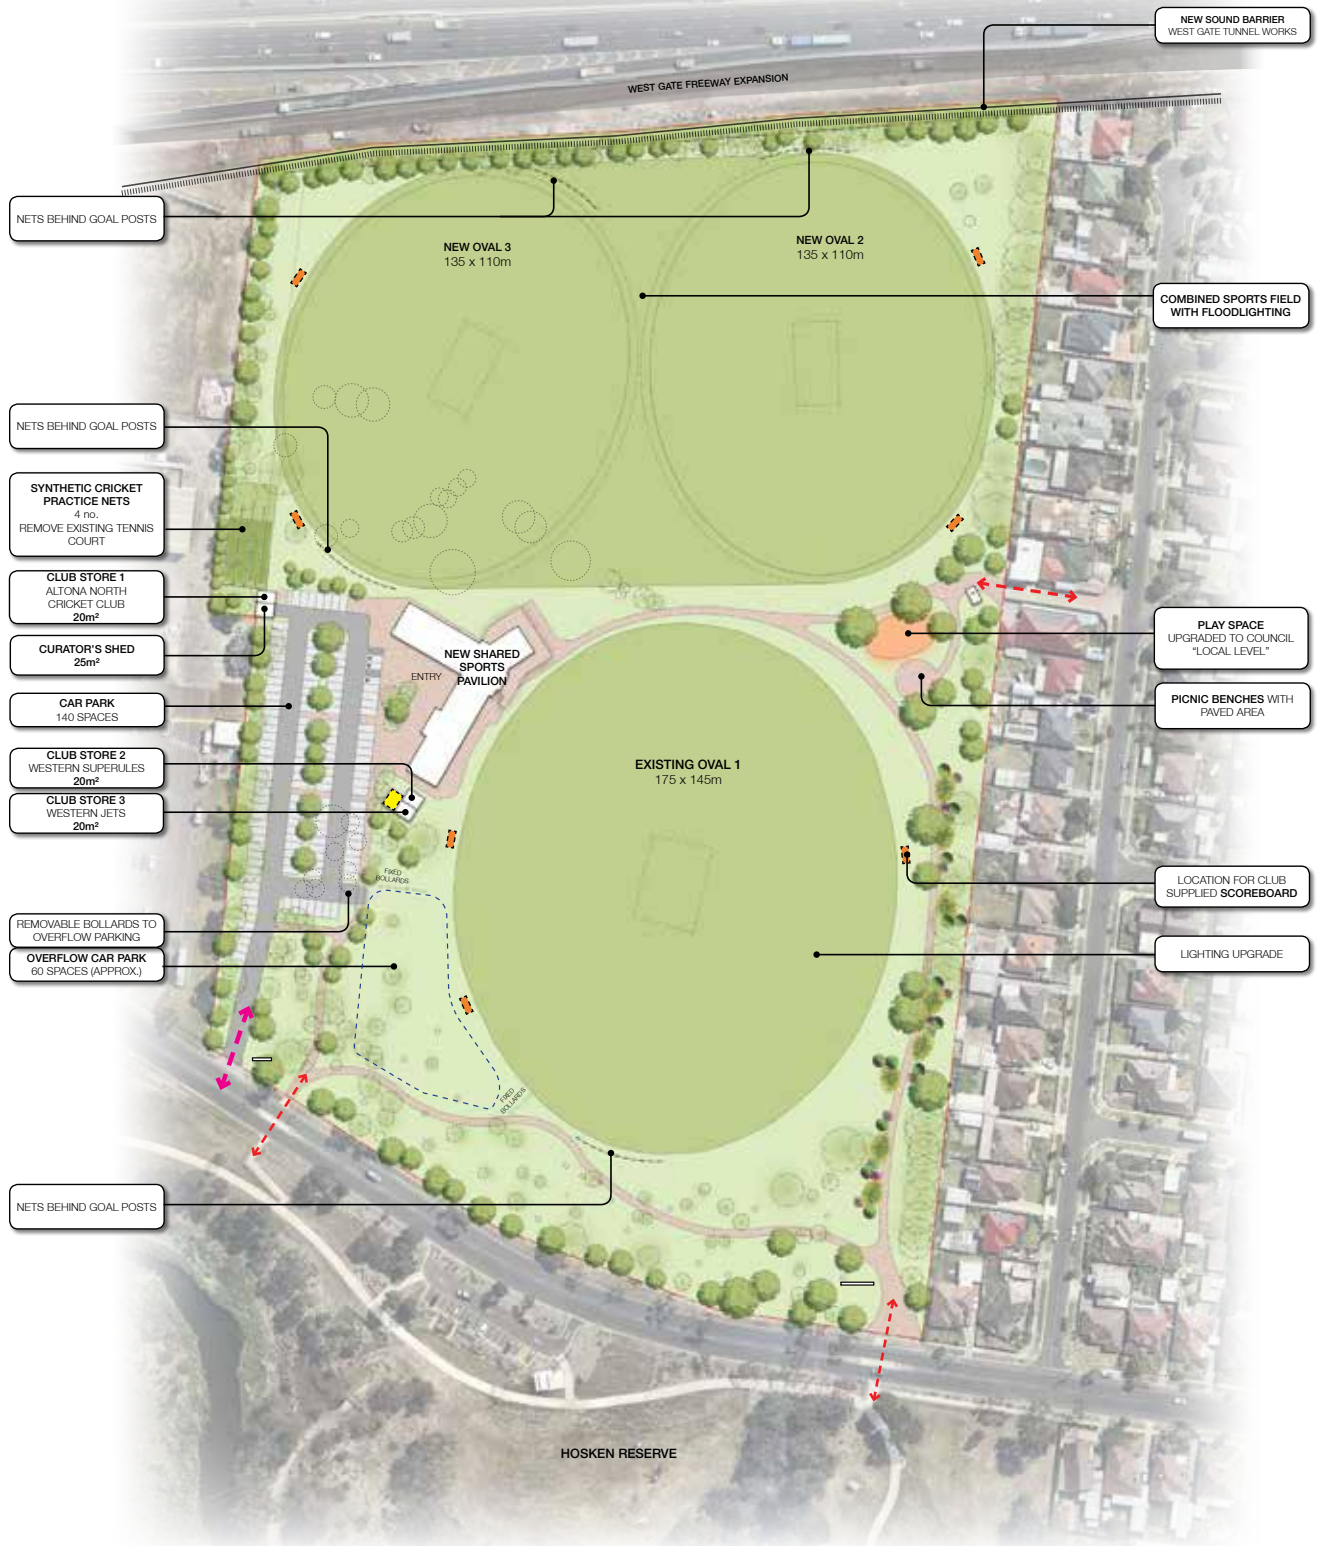 NEW SOUND BARRIER
WEST GATE TUNNEL WORKS
WEST GATE FREEWAY EXPANSION
NETS BEHIND GOAL POSTS
NEW OVAL 3
135 x 110m
NEW OVAL 2
135 x 110m
COMBINED SPORTS FIELD
WITH FLOODLIGHTING
NETS BEHIND GOAL POSTS
SYNTHETIC CRICKET
PRACTICE NETS
4 no.
REMOVE EXISTING TENNIS
COURT
CLUB STORE 1
ALTONA NORTH
CRICKET CLUB
20m²
CURATOR'S SHED
25m²
CAR PARK
140 SPACES
CLUB STORE 2
WESTERN SUPERULES
20m²
CLUB STORE 3
WESTERN JETS
20m²
NEW SHARED
SPORTS
PAVILION
ENTRY
PLAY SPACE
UPGRADED TO COUNCIL
"LOCAL LEVEL"
PICNIC BENCHES WITH
PAVED AREA
EXISTING OVAL 1
175 x 145m
FIXED
BOLLARDS
LOCATION FOR CLUB
SUPPLIED SCOREBOARD
REMOVABLE BOLLARDS TO
OVERFLOW PARKING
OVERFLOW CAR PARK
60 SPACES (APPROX.)
LIGHTING UPGRADE
FIXED
BOLLARDS
NETS BEHIND GOAL POSTS
HOSKEN RESERVE